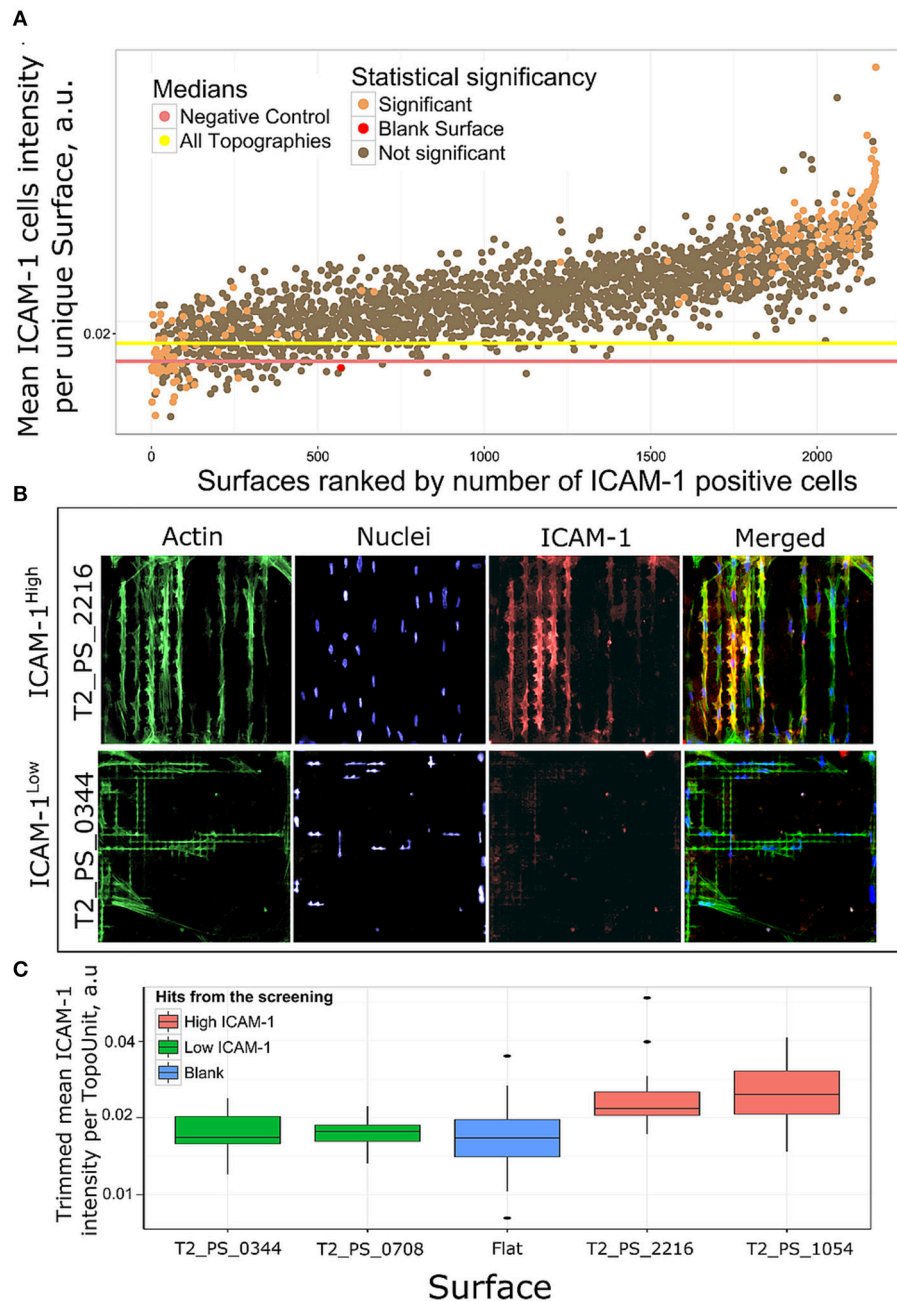 A
Mean ICAM-1 cells intensity
per unique Surface, a.u.
Medians
Negative Control
All Topographies
Statistical significancy
Significant
Blank Surface
Not significant
0.02
0
500
1000
1500
2000
Surfaces ranked by number of ICAM-1 positive cells
B
Actin
Nuclei
ICAM-1
Merged
ICAM-1High
T2_PS_2216
ICAM-1Low
T2_PS_0344
C
Trimmed mean ICAM-1
intensity per TopoUnit, a.u
Hits from the screening
High ICAM-1
Low ICAM-1
Blank
0.04
0.02
0.01
T2_PS_0344
T2_PS_0708
Flat
T2_PS_2216
T2_PS_1054
Surface